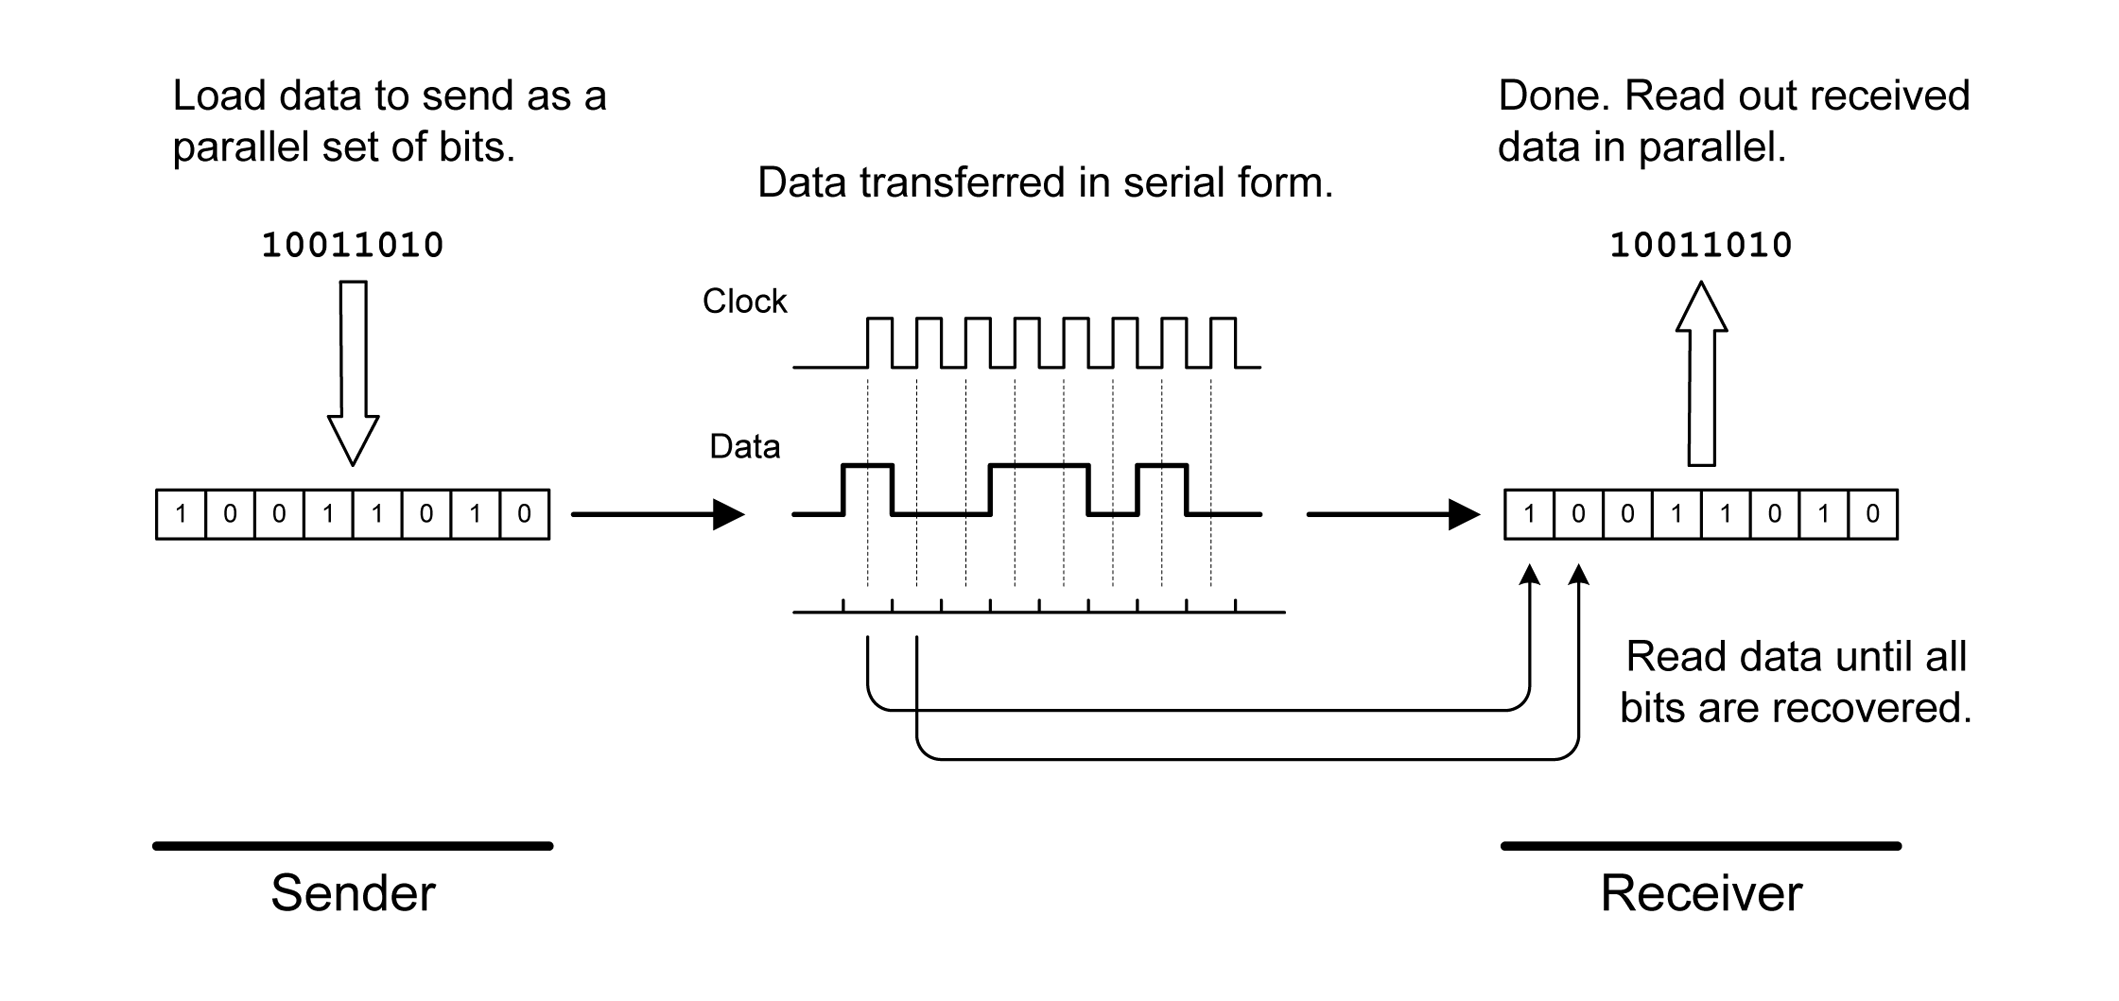 Load data to send as a
parallel set of bits.
10011010
1 0 0 1 1 0 1 0
Sender
Data transferred in serial form.
Clock
Data
Done. Read out received
data in parallel.
10011010
1 0 0 1 1 0 1 0
Read data until all
bits are recovered.
Receiver